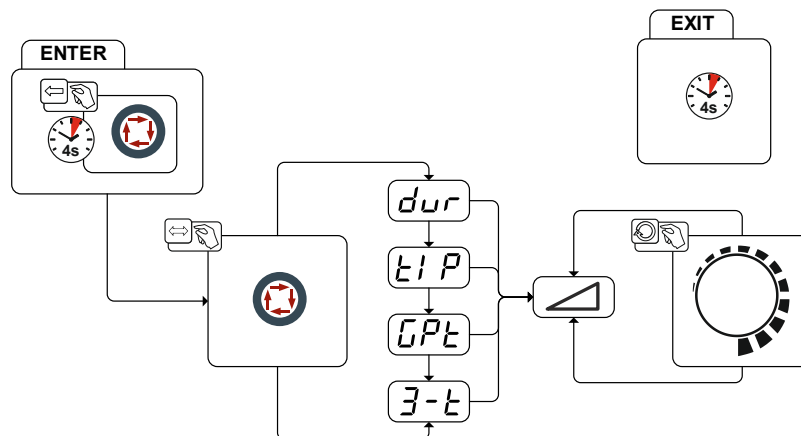 ENTER
EXIT
4s
4s
dur
tIP
GPt
3-t